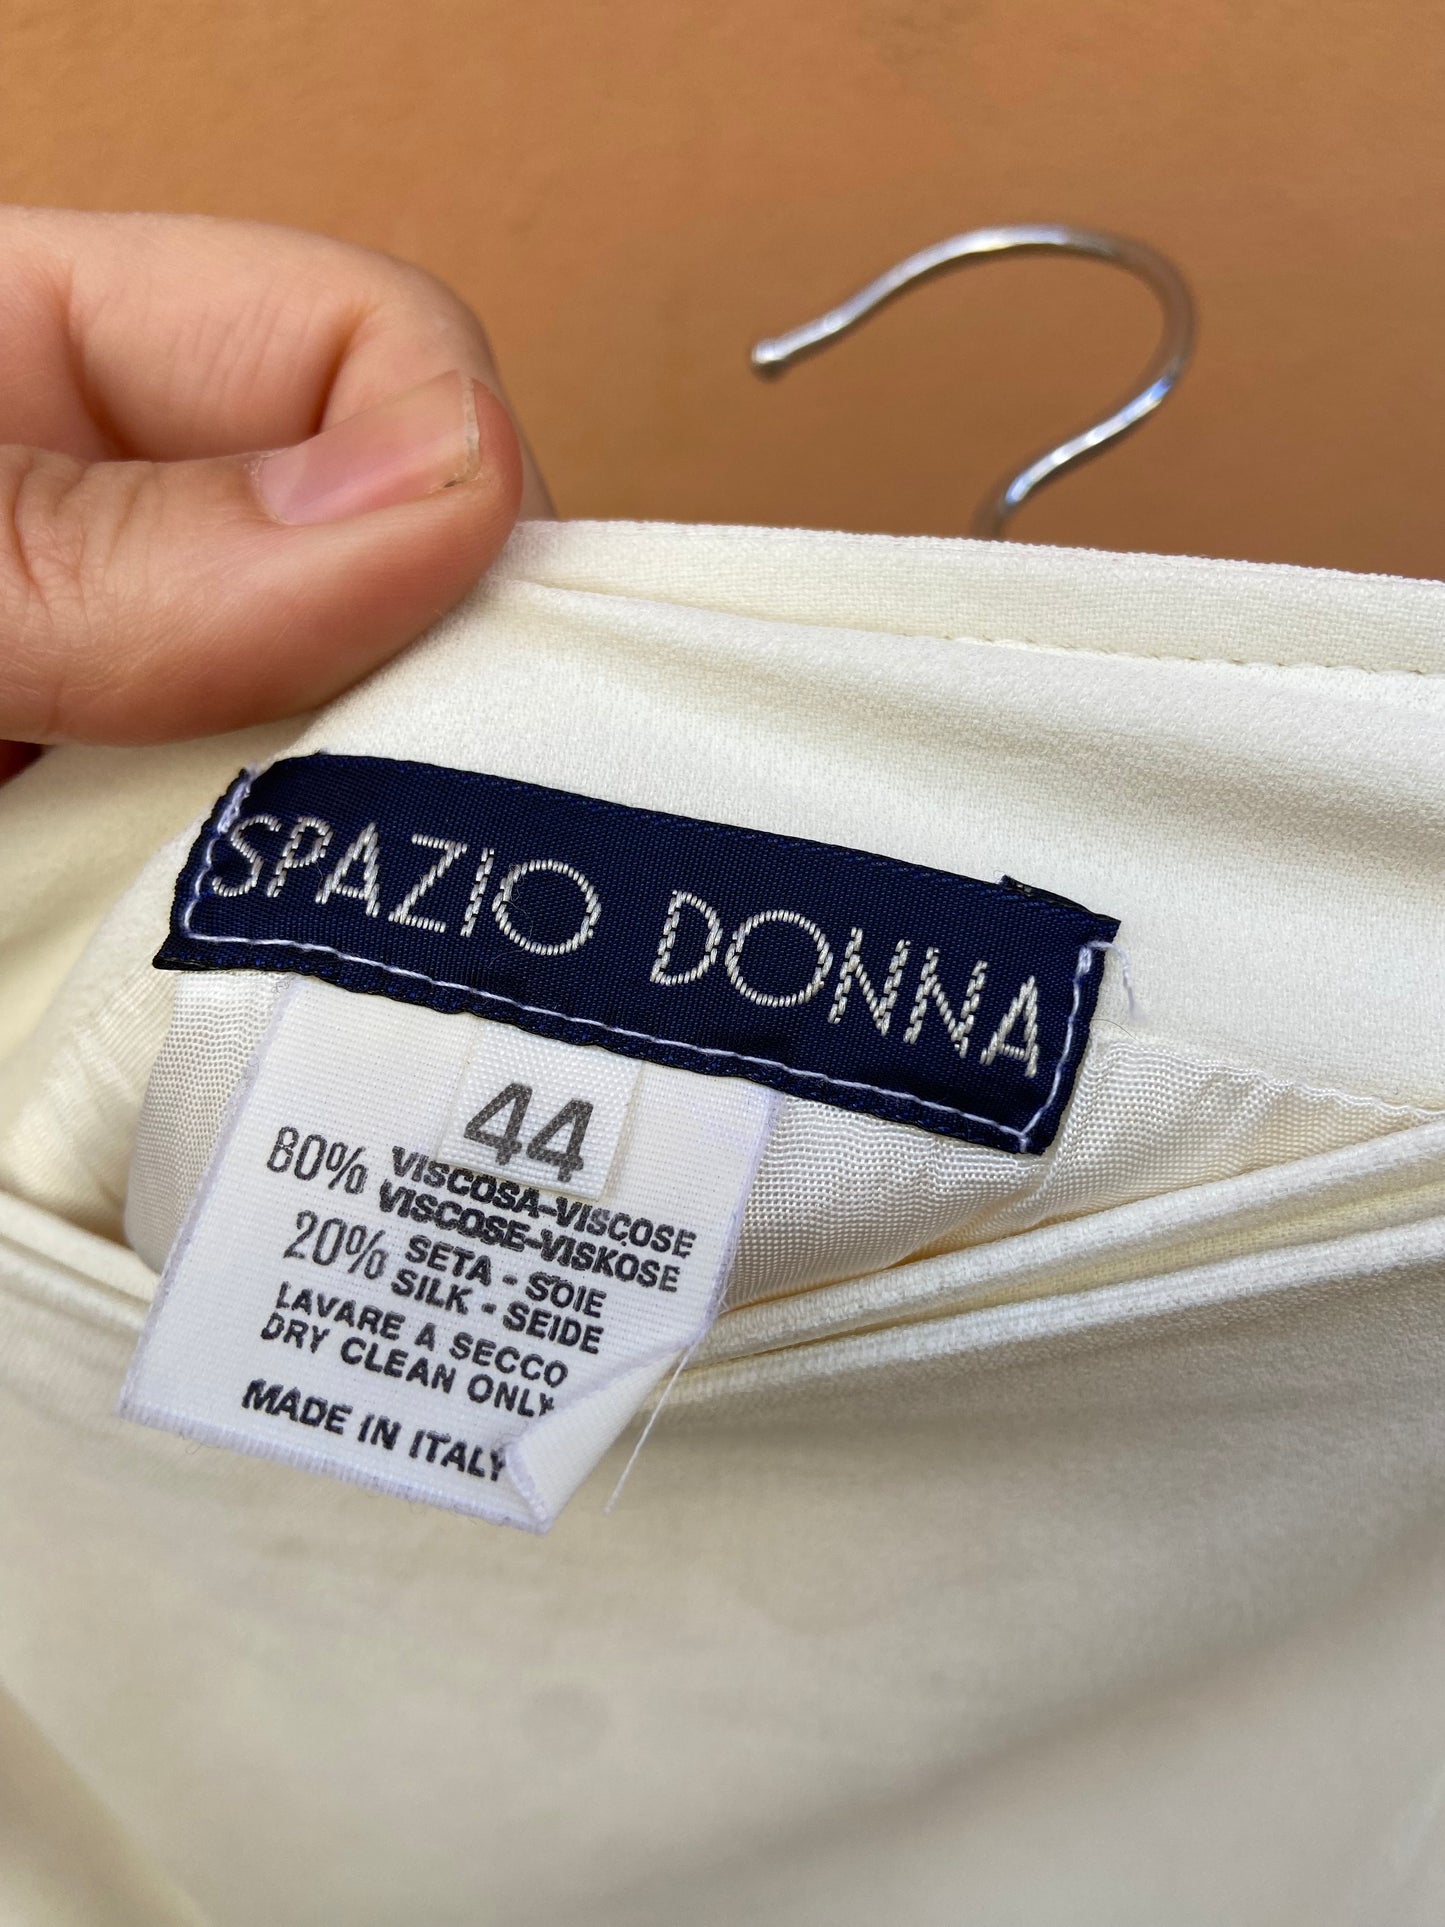 SPAZIO DONNA
44
80% VISCOSA-VISCOSE
VISCOSE-VISKOSE
20% SETA - SOIE
SILK - SEIDE
LAVARE A SECCO
DRY CLEAN ONLY
MADE IN ITALY